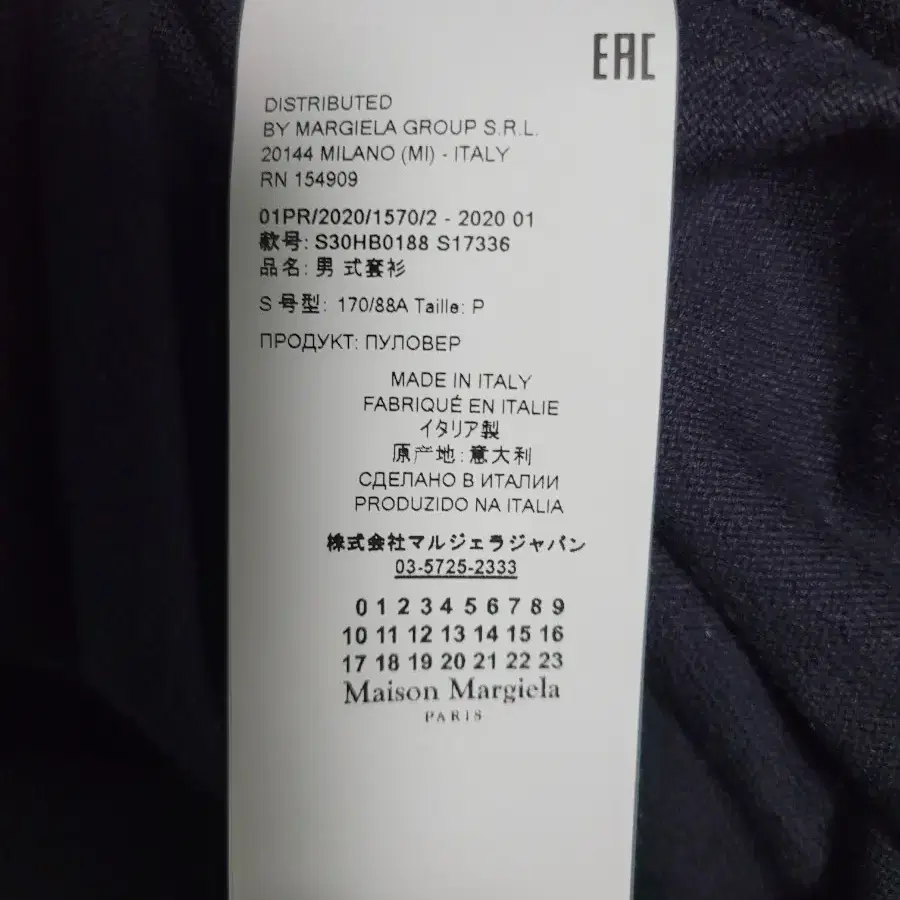 EAC
DISTRIBUTED
BY MARGIELA GROUP S.R.L.
20144 MILANO (MI) - ITALY
RN 154909
01PR/2020/1570/2 - 2020 01
款号: S30HB0188 S17336
品名: 男 式套衫
S 号型: 170/88A Taille: P
ПРОДУКТ: ПУЛОВЕР
MADE IN ITALY
FABRIQUÉ EN ITALIE
イタリア製
原产地: 意大利
СДЕЛАНО В ИТАЛИИ
PRODUZIDO NA ITALIA
株式会社マルジェラジャパン
03-5725-2333
0 1 2 3 4 5 6 7 8 9
10 11 12 13 14 15 16
17 18 19 20 21 22 23
Maison Margiela
PARIS